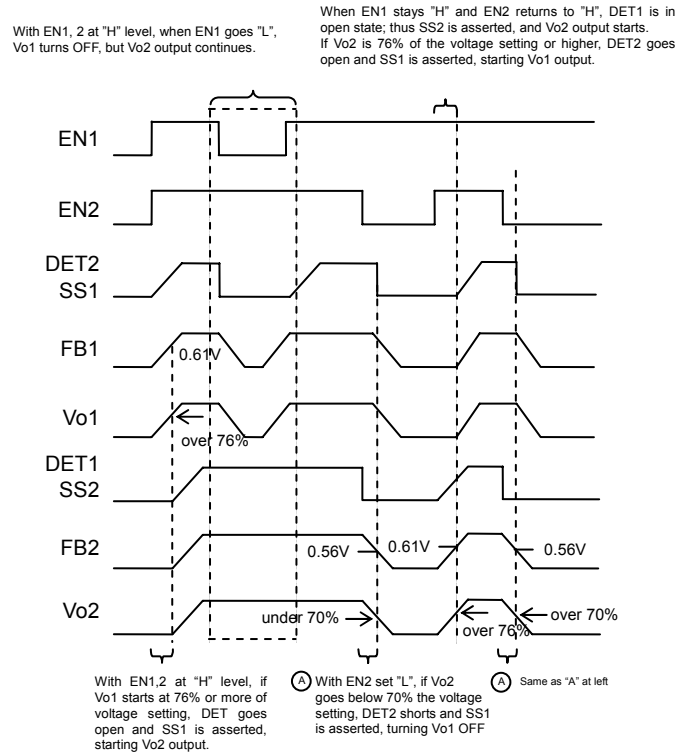 With EN1, 2 at "H" level, when EN1 goes "L",
Vo1 turns OFF, but Vo2 output continues.
When EN1 stays "H" and EN2 returns to "H", DET1 is in
open state; thus SS2 is asserted, and Vo2 output starts.
If Vo2 is 76% of the voltage setting or higher, DET2 goes
open and SS1 is asserted, starting Vo1 output.
EN1
EN2
DET2
SS1
FB1
0.61V
Vo1
over 76%
DET1
SS2
FB2
0.56V
0.61V
0.56V
Vo2
under 70%
over 76%
over 70%
With EN1,2 at "H" level, if
Vo1 starts at 76% or more of
voltage setting, DET goes
open and SS1 is asserted,
starting Vo2 output.
A With EN2 set "L", if Vo2
goes below 70% the voltage
setting, DET2 shorts and SS1
is asserted, turning Vo1 OFF
A Same as "A" at left